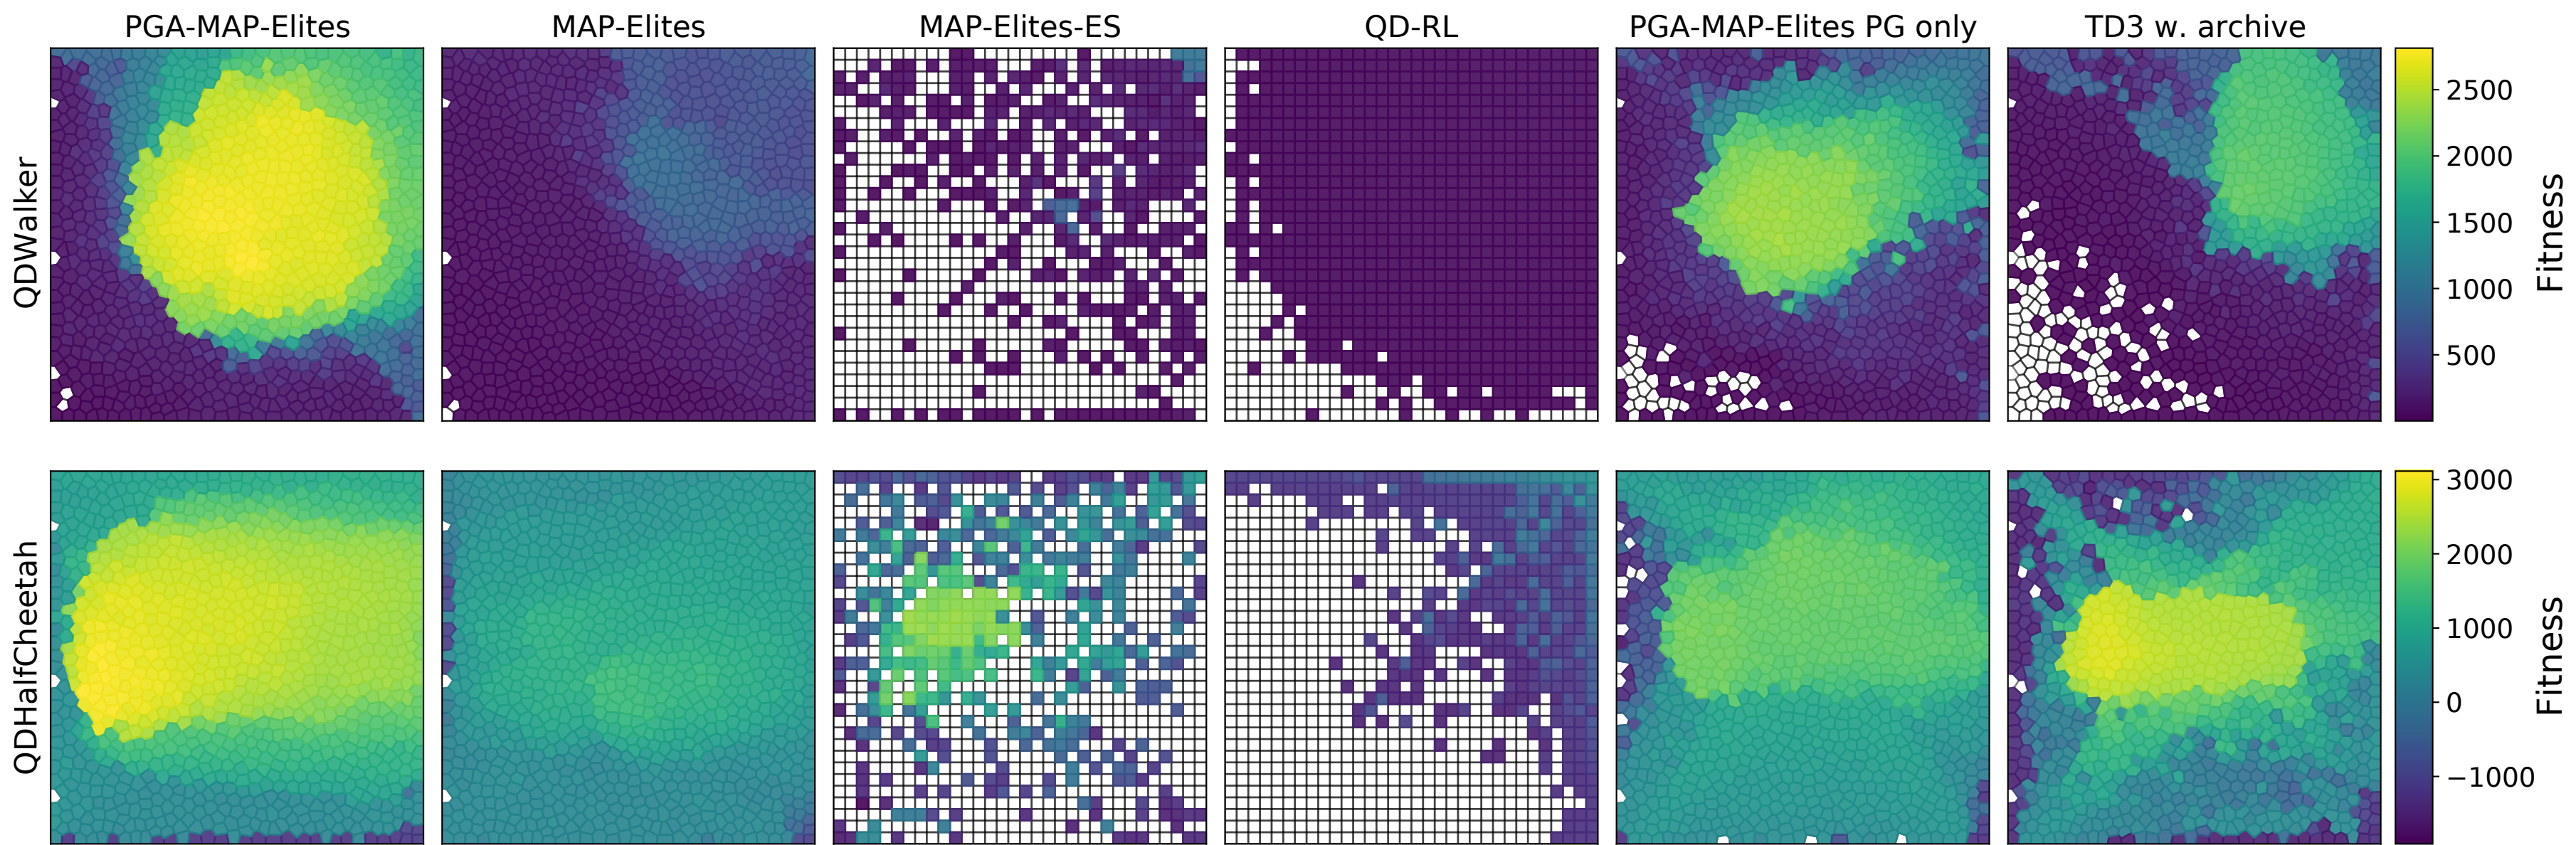 PGA-MAP-Elites
MAP-Elites
MAP-Elites-ES
QD-RL
PGA-MAP-Elites PG only
TD3 w. archive
QDWalker
2500
2000
1500
1000
500
Fitness
QDHalfCheetah
3000
2000
1000
0
−1000
Fitness